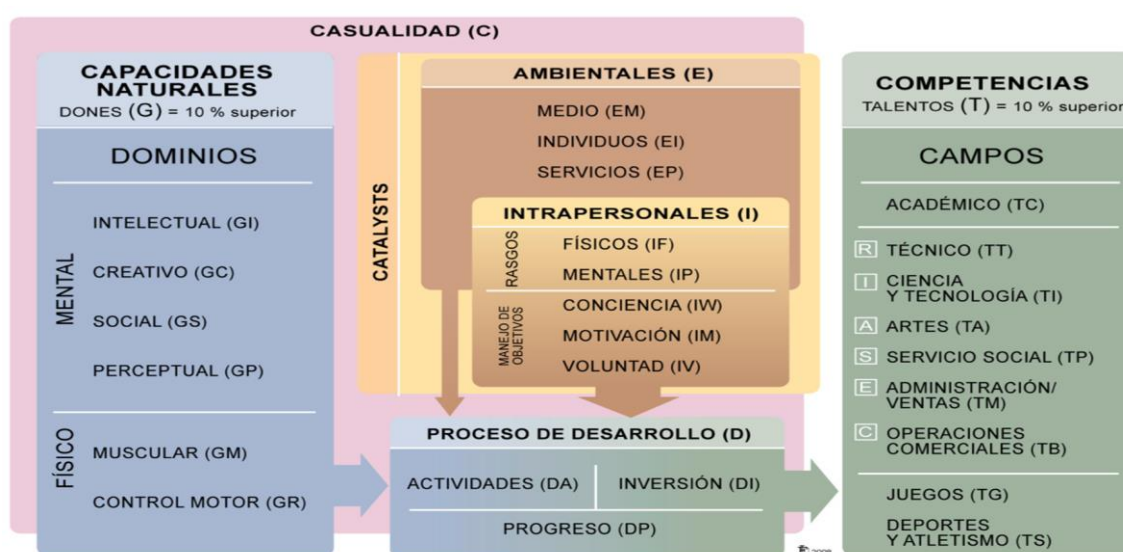 CASUALIDAD (C)
CAPACIDADES
NATURALES
DONES (G) = 10 % superior
DOMINIOS
MENTAL
INTELECTUAL (GI)
CREATIVO (GC)
SOCIAL (GS)
PERCEPTUAL (GP)
FÍSICO
MUSCULAR (GM)
CONTROL MOTOR (GR)
CATALYSTS
AMBIENTALES (E)
MEDIO (EM)
INDIVIDUOS (EI)
SERVICIOS (EP)
INTRAPERSONALES (I)
RASGOS
FÍSICOS (IF)
MENTALES (IP)
MANEJO DE
OBJETIVOS
CONCIENCIA (IW)
MOTIVACIÓN (IM)
VOLUNTAD (IV)
PROCESO DE DESARROLLO (D)
ACTIVIDADES (DA)
INVERSIÓN (DI)
PROGRESO (DP)
COMPETENCIAS
TALENTOS (T) = 10 % superior
CAMPOS
ACADÉMICO (TC)
R TÉCNICO (TT)
I CIENCIA
Y TECNOLOGÍA (TI)
A ARTES (TA)
S SERVICIO SOCIAL (TP)
E ADMINISTRACIÓN/
VENTAS (TM)
C OPERACIONES
COMERCIALES (TB)
JUEGOS (TG)
DEPORTES
Y ATLETISMO (TS)